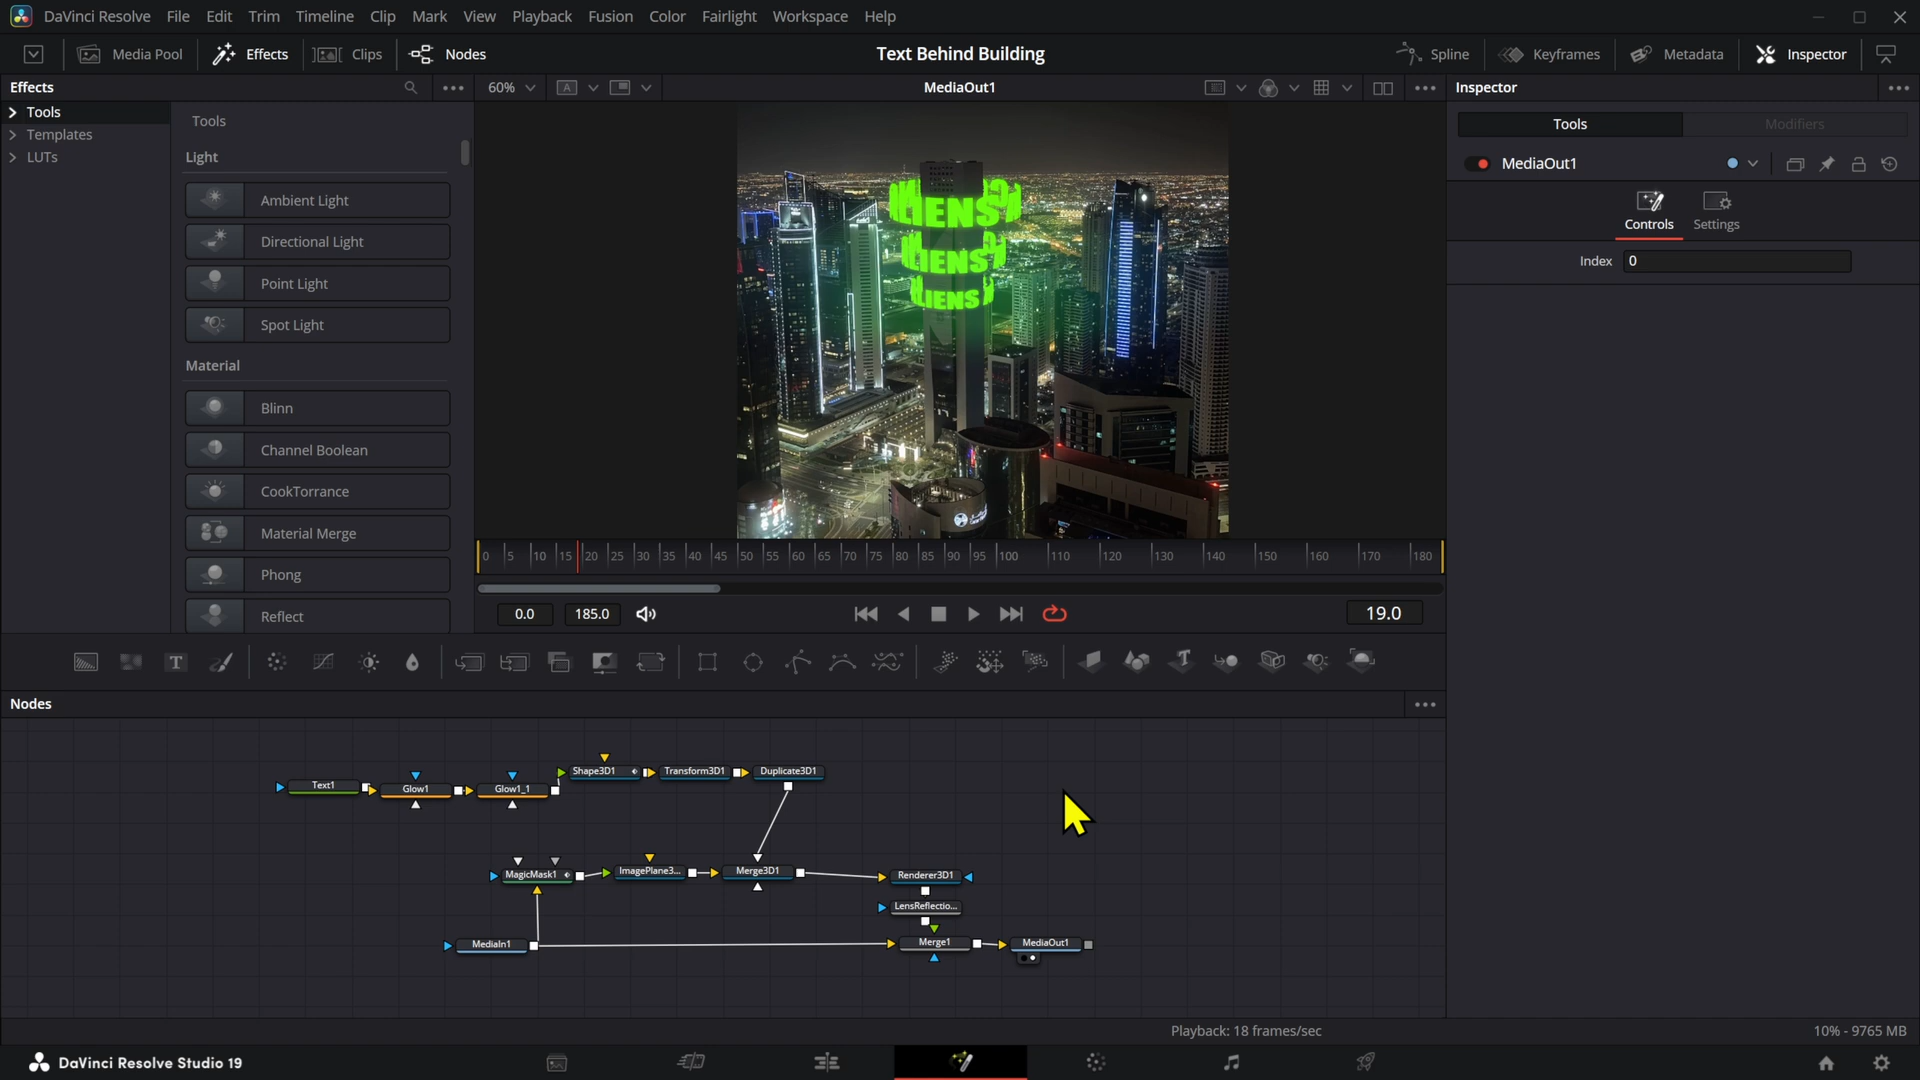 DaVinci Resolve File Edit Trim Timeline Clip Mark View Playback Fusion Color Fairlight Workspace Help
Media Pool Effects Clips Nodes Text Behind Building Spline Keyframes Metadata Inspector
Effects 60% A MediaOut1 Inspector
Tools
Templates
LUTs
Tools
Light
Ambient Light
Directional Light
Point Light
Spot Light
Material
Blinn
Channel Boolean
CookTorrance
Material Merge
Phong
Reflect
LIENS
LIENS
LIENS
Tools Modifiers
MediaOut1
Controls Settings
Index 0
0 5 10 15 20 25 30 35 40 45 50 55 60 65 70 75 80 85 90 95 100 110 120 130 140 150 160 170 180
0.0 185.0 19.0
T T
Nodes
Text1 Glow1 Glow1_1 Shape3D1 Transform3D1 Duplicate3D1
MagicMask1 ImagePlane3... Merge3D1 Renderer3D1
LensReflectio...
MediaIn1 Merge1 MediaOut1
Playback: 18 frames/sec 10% - 9765 MB
DaVinci Resolve Studio 19